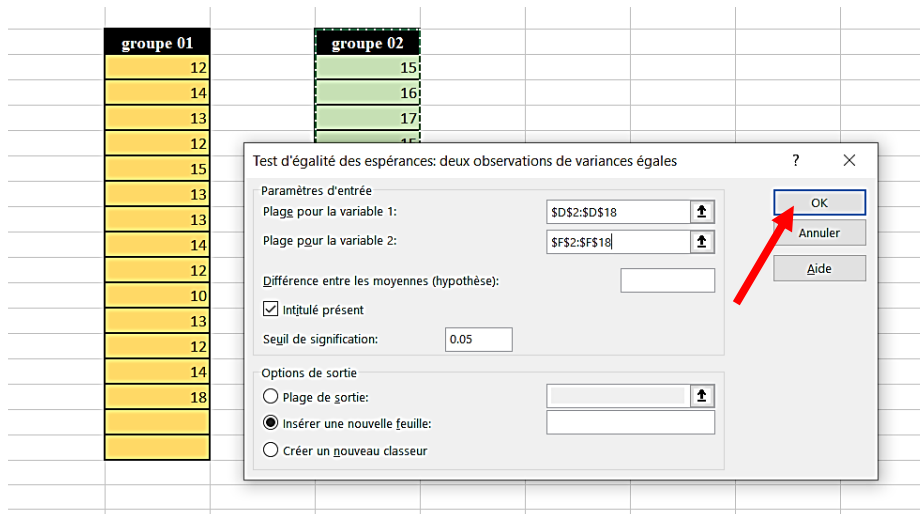 groupe 01 groupe 02
12 15
14 16
13 17
12
15
13
13
14
12
10
13
12
14
18
Test d'égalité des espérances: deux observations de variances égales ? ×
Paramètres d'entrée
Plage pour la variable 1: $D$2:$D$18
Plage pour la variable 2: $F$2:$F$18
Différence entre les moyennes (hypothèse):
Intitulé présent
Seuil de signification: 0.05
OK
Annuler
Aide
Options de sortie
Plage de sortie:
Insérer une nouvelle feuille:
Créer un nouveau classeur